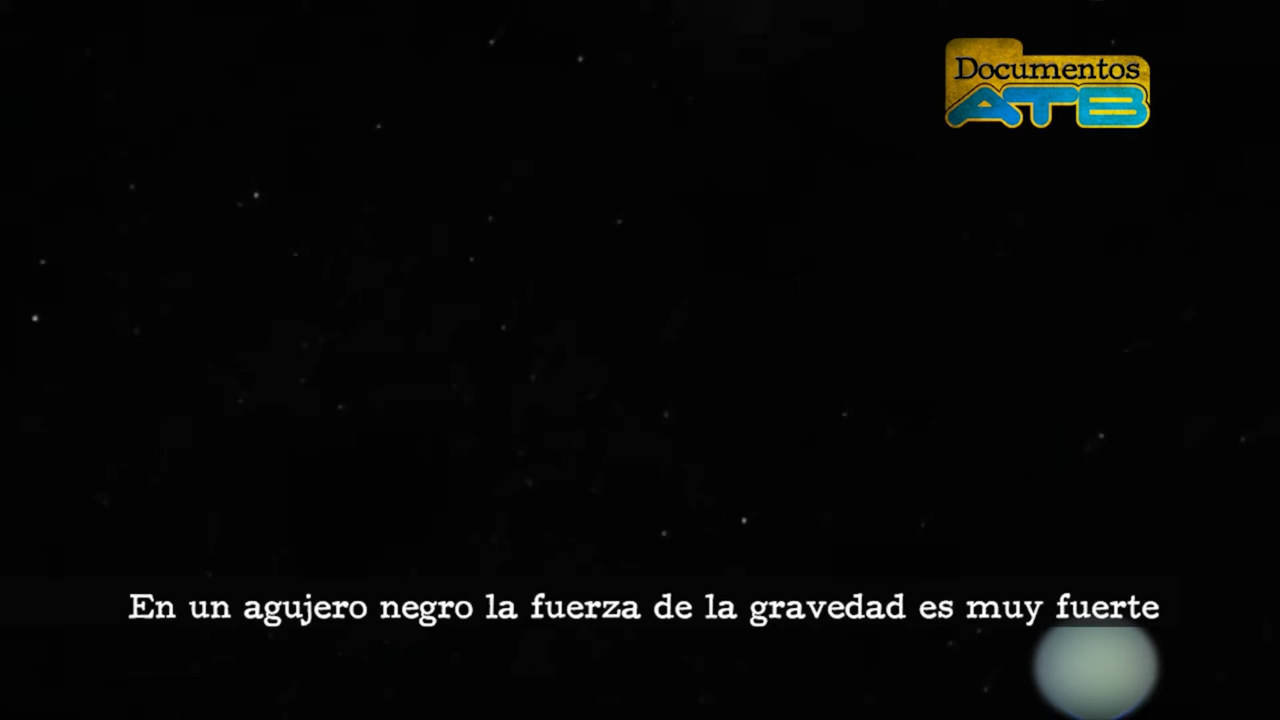 Documentos
ATB
En un agujero negro la fuerza de la gravedad es muy fuerte